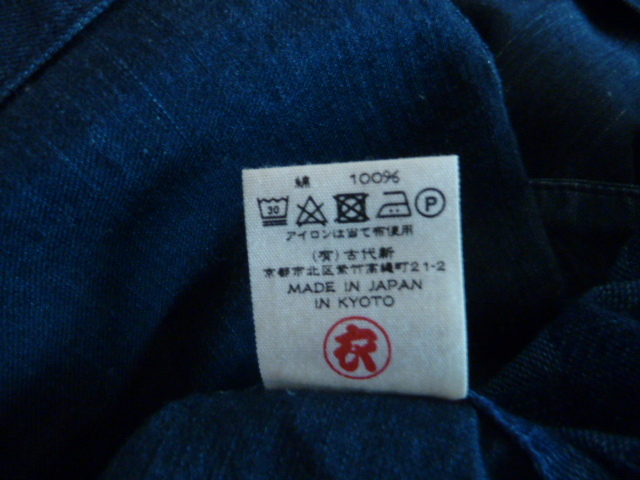 綿 100%
30 P
アイロンは当て布使用
(有)古代新
京都市北区紫竹高縄町21-2
MADE IN JAPAN
IN KYOTO
衣